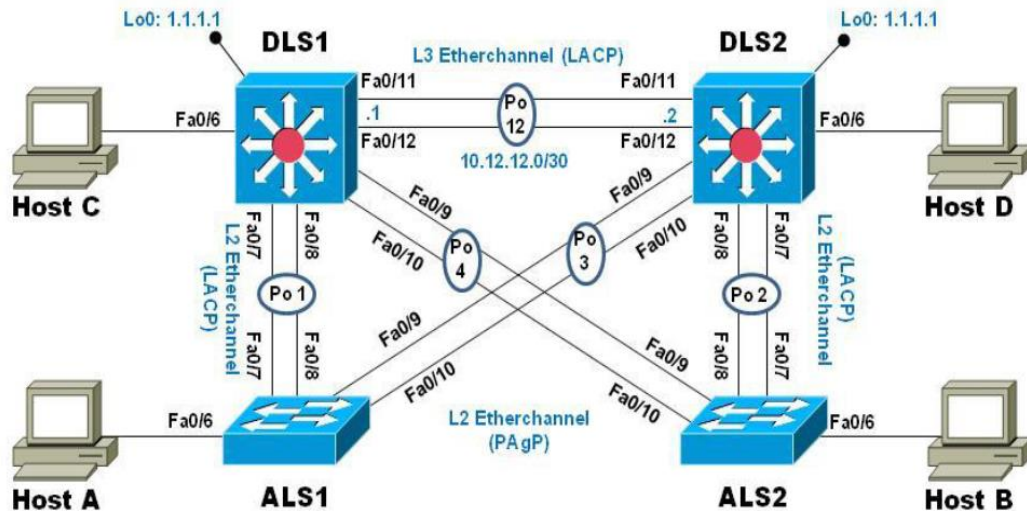 Lo0: 1.1.1.1
Lo0: 1.1.1.1
DLS1
DLS2
L3 Etherchannel (LACP)
Fa0/11
Fa0/11
Fa0/6
.1
Po
12
.2
Fa0/6
Fa0/12
Fa0/12
10.12.12.0/30
Host C
Host D
Fa0/9
Fa0/10
Po
4
Po
3
Fa0/9
Fa0/10
Fa0/7
Fa0/8
Fa0/8
Fa0/7
L2 Etherchannel
(LACP)
Po 1
Po 2
L2 Etherchannel
(LACP)
Fa0/7
Fa0/8
Fa0/9
Fa0/10
Fa0/9
Fa0/10
Fa0/8
Fa0/7
L2 Etherchannel
(PAgP)
Fa0/6
Fa0/6
Host A
ALS1
ALS2
Host B